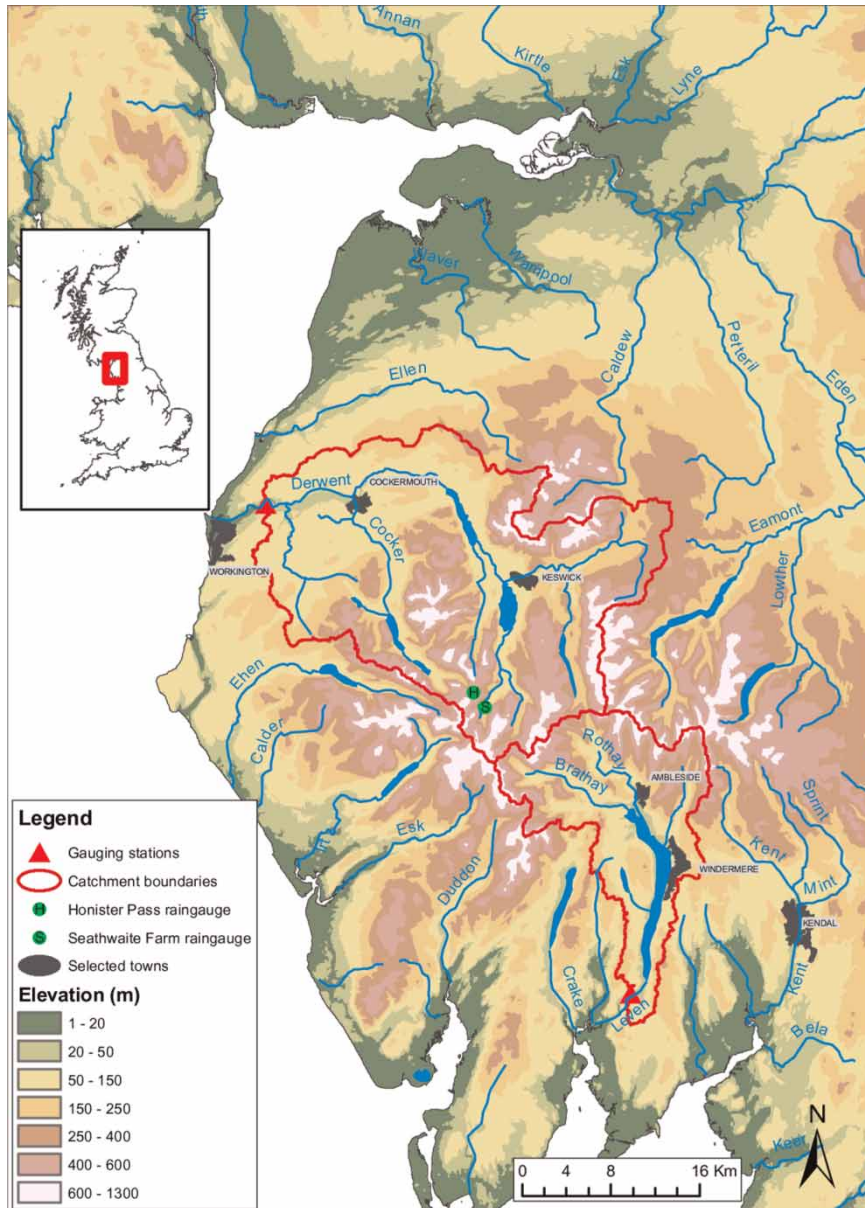 Annan
Kirtle
Esk
Lyne
Waver
Wampool
Caldew
Petteril
Eden
Ellen
Derwent
COCKERMOUTH
Cocker
WORKINGTON
KESWICK
Eamont
Lowther
Ehen
Calder
H
S
Rothay
Brathay
AMBLESIDE
Sprint
Irt
Esk
Duddon
Kent
WINDERMERE
Mint
KENDAL
Crake
Leven
Kent
Bela
Keer
Legend
Gauging stations
Catchment boundaries
H Honister Pass raingauge
S Seathwaite Farm raingauge
Selected towns
Elevation (m)
1 - 20
20 - 50
50 - 150
150 - 250
250 - 400
400 - 600
600 - 1300
N
0 4 8 16 Km